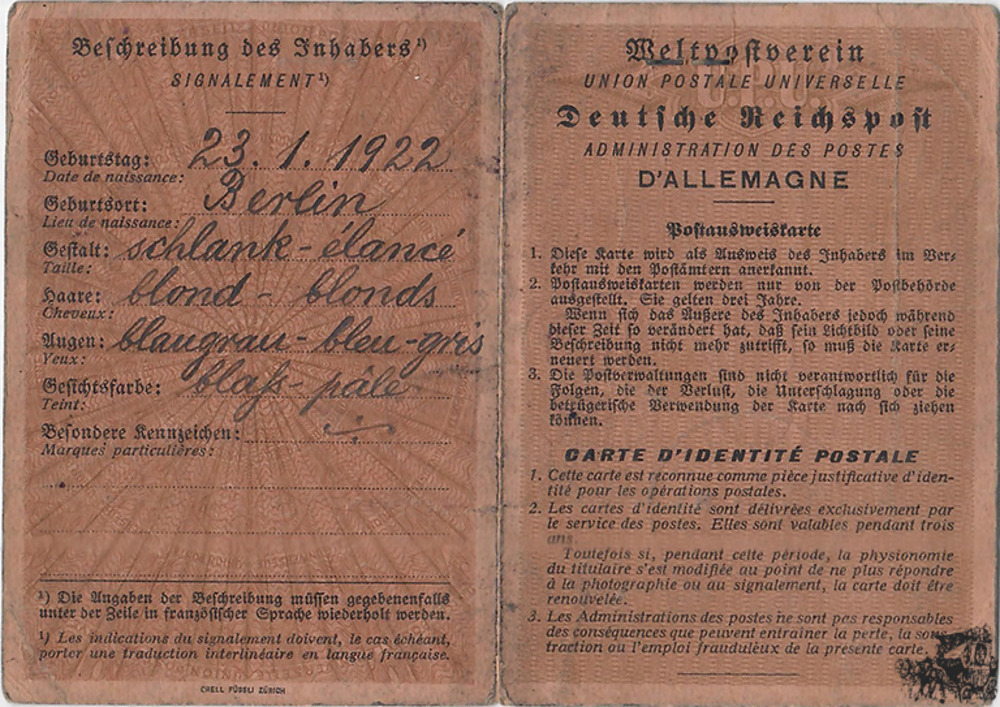 Beschreibung des Inhabers¹)
SIGNALEMENT¹)
Geburtstag: 23. 1. 1922
Date de naissance:
Geburtsort: Berlin
Lieu de naissance:
Gestalt: schlank - élancé
Taille:
Haare: blond - blonds
Cheveux:
Augen: blaugrau - bleu-gris
Yeux:
Gesichtsfarbe: blaß - pâle
Teint:
Besondere Kennzeichen:
Marques particulières:
¹) Die Angaben der Beschreibung müssen gegebenenfalls
unter der Zeile in französischer Sprache wiederholt werden.
¹) Les indications du signalement doivent, le cas échéant,
porter une traduction interlinéaire en langue française.
ORELL FÜSSLI ZÜRICH
Weltpostverein
UNION POSTALE UNIVERSELLE
Deutsche Reichspost
ADMINISTRATION DES POSTES
D'ALLEMAGNE
Postausweiskarte
1. Diese Karte wird als Ausweis des Inhabers im Ver-
kehr mit den Postämtern anerkannt.
2. Postausweiskarten werden nur von der Postbehörde
ausgestellt. Sie gelten drei Jahre.
Wenn sich das Äußere des Inhabers jedoch während
dieser Zeit so verändert hat, daß sein Lichtbild oder seine
Beschreibung nicht mehr zutrifft, so muß die Karte er-
neuert werden.
3. Die Postverwaltungen sind nicht verantwortlich für die
Folgen, die der Verlust, die Unterschlagung oder die
betrügerische Verwendung der Karte nach sich ziehen
können.
CARTE D'IDENTITÉ POSTALE
1. Cette carte est reconnue comme pièce justificative d'iden-
tité pour les opérations postales.
2. Les cartes d'identité sont délivrées exclusivement par
le service des postes. Elles sont valables pendant trois
ans.
Toutefois si, pendant cette période, la physionomie
du titulaire s'est modifiée au point de ne plus répondre
à la photographie ou au signalement, la carte doit être
renouvelée.
3. Les Administrations des postes ne sont pas responsables
des conséquences que peuvent entraîner la perte, la sous-
traction ou l'emploi frauduleux de la présente carte.